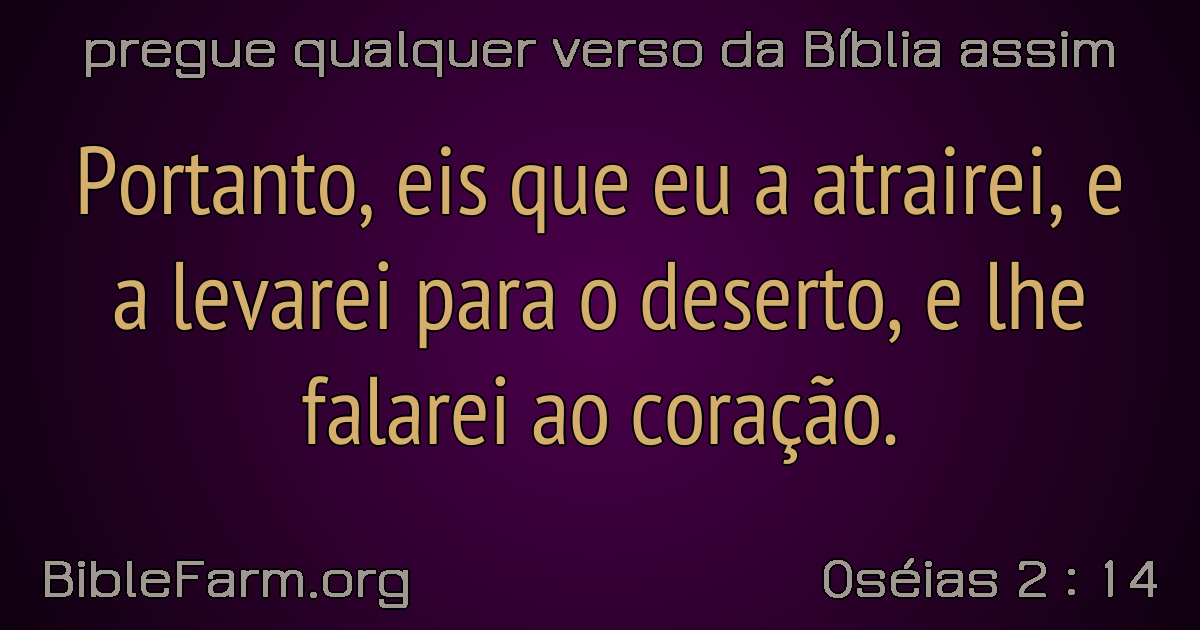 pregue qualquer verso da Bíblia assim
Portanto, eis que eu a atrairei, e
a levarei para o deserto, e lhe
falarei ao coração.
BibleFarm.org
Oséias 2 : 14